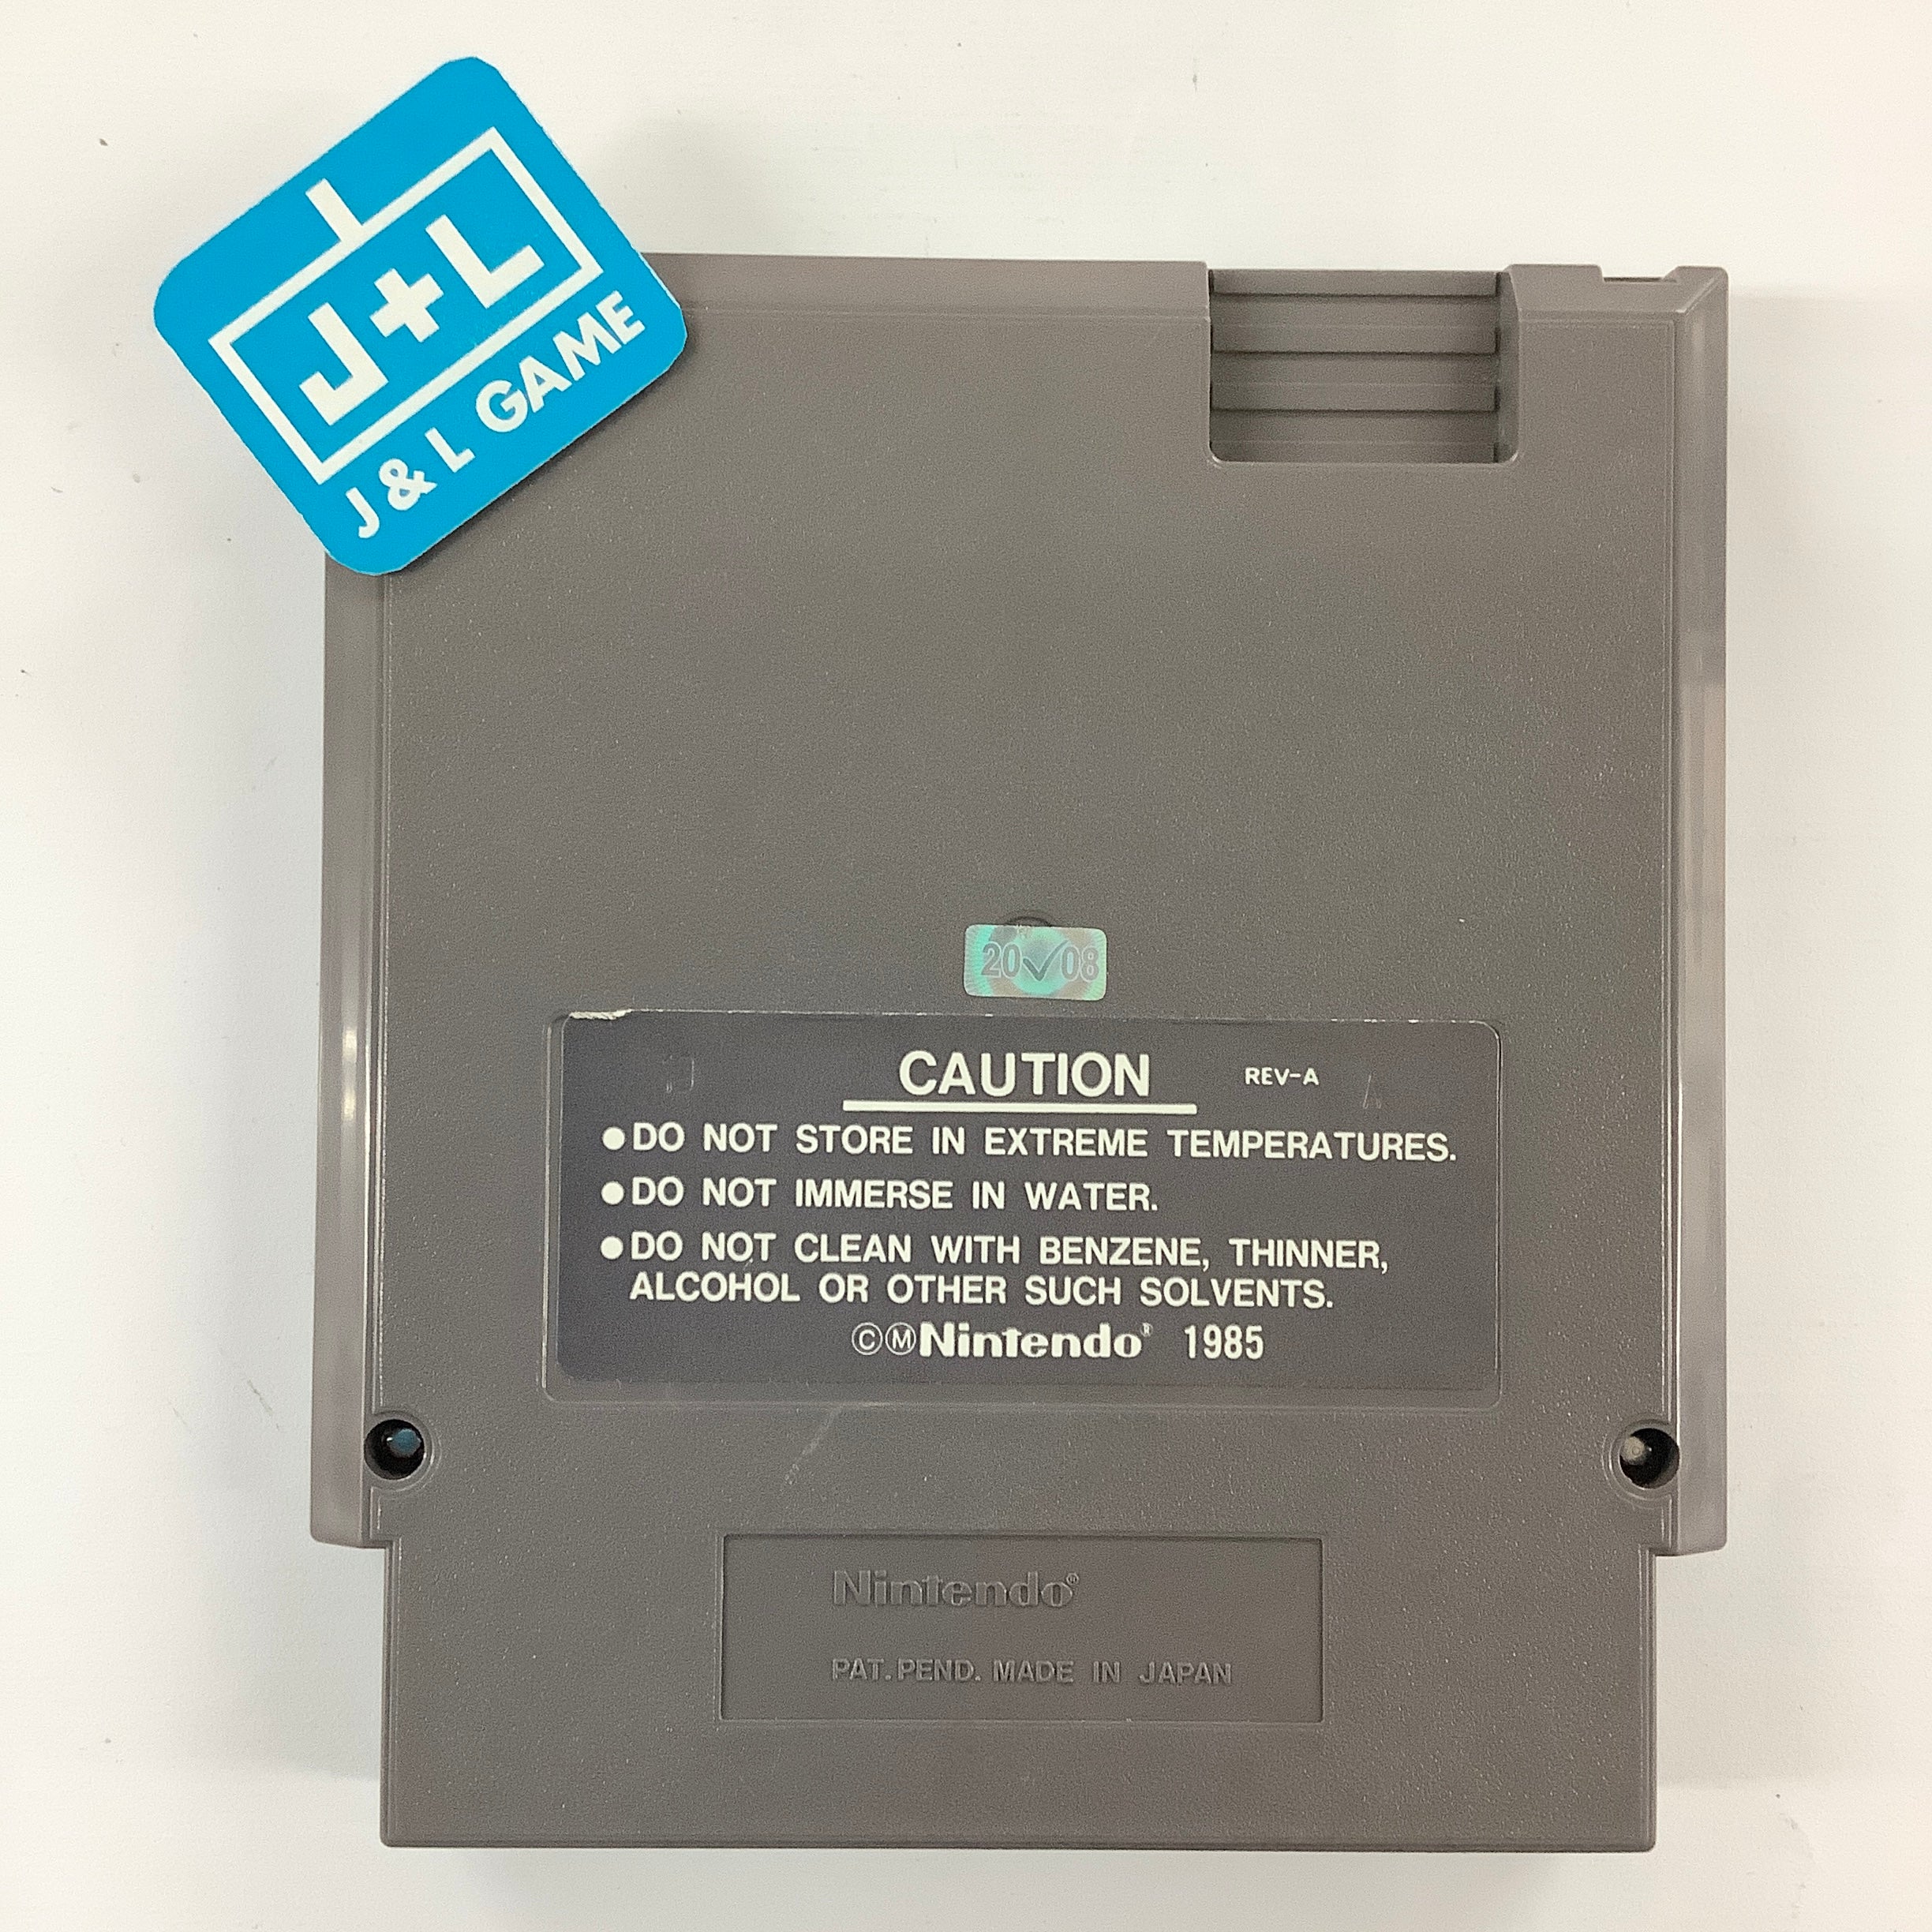 J+L
J & L GAME
20✓08
CAUTION REV-A
●DO NOT STORE IN EXTREME TEMPERATURES.
●DO NOT IMMERSE IN WATER.
●DO NOT CLEAN WITH BENZENE, THINNER,
ALCOHOL OR OTHER SUCH SOLVENTS.
©ⓂNintendo® 1985
Nintendo®
PAT. PEND. MADE IN JAPAN